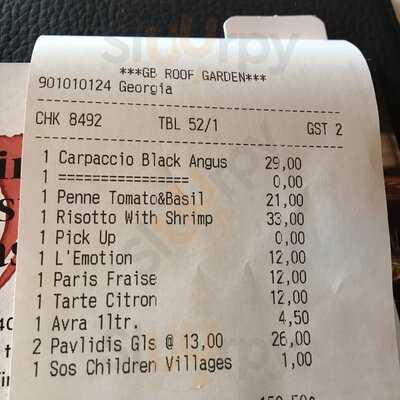 ***GB ROOF GARDEN***
901010124 Georgia
CHK 8492 TBL 52/1 GST 2
1 Carpaccio Black Angus 29,00
1 ================= 0,00
1 Penne Tomato&Basil 21,00
1 Risotto With Shrimp 33,00
1 Pick Up 0,00
1 L'Emotion 12,00
1 Paris Fraise 12,00
1 Tarte Citron 12,00
1 Avra 1ltr. 4,50
2 Pavlidis Gls @ 13,00 26,00
1 Sos Children Villages 1,00